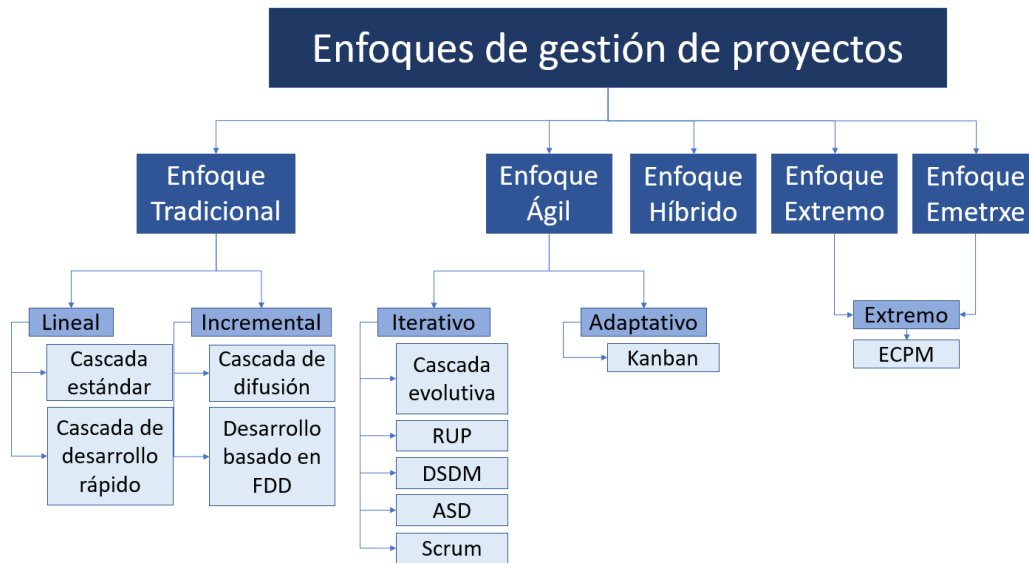 Enfoques de gestión de proyectos
Enfoque
Tradicional
Enfoque
Ágil
Enfoque
Híbrido
Enfoque
Extremo
Enfoque
Emetrxe
Lineal
Incremental
Iterativo
Adaptativo
Extremo
Cascada
estándar
Cascada de
desarrollo
rápido
Cascada de
difusión
Desarrollo
basado en
FDD
Cascada
evolutiva
RUP
DSDM
ASD
Scrum
Kanban
ECPM